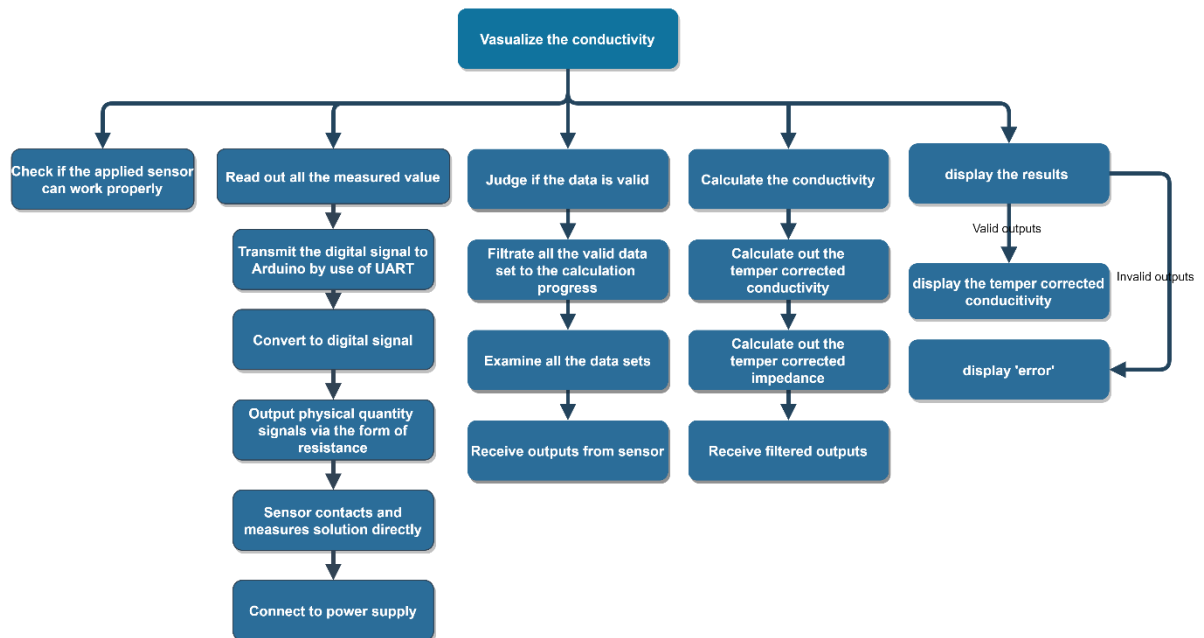 Vasualize the conductivity
Check if the applied sensor
can work properly
Read out all the measured value
Transmit the digital signal to
Arduino by use of UART
Convert to digital signal
Output physical quantity
signals via the form of
resistance
Sensor contacts and
measures solution directly
Connect to power supply
Judge if the data is valid
Filtrate all the valid data
set to the calculation
progress
Examine all the data sets
Receive outputs from sensor
Calculate the conductivity
Calculate out the
temper corrected
conductivity
Calculate out the
temper corrected
impedance
Receive filtered outputs
display the results
Valid outputs
Invalid outputs
display the temper corrected
conducitivity
display 'error'